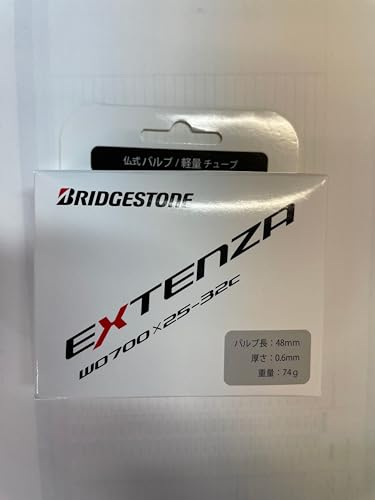 仏式 バルブ / 軽量 チューブ
BRIDGESTONE
EXTENZA
WO700×25-32C
バルブ長：48mm
厚さ：0.6mm
重量：74g